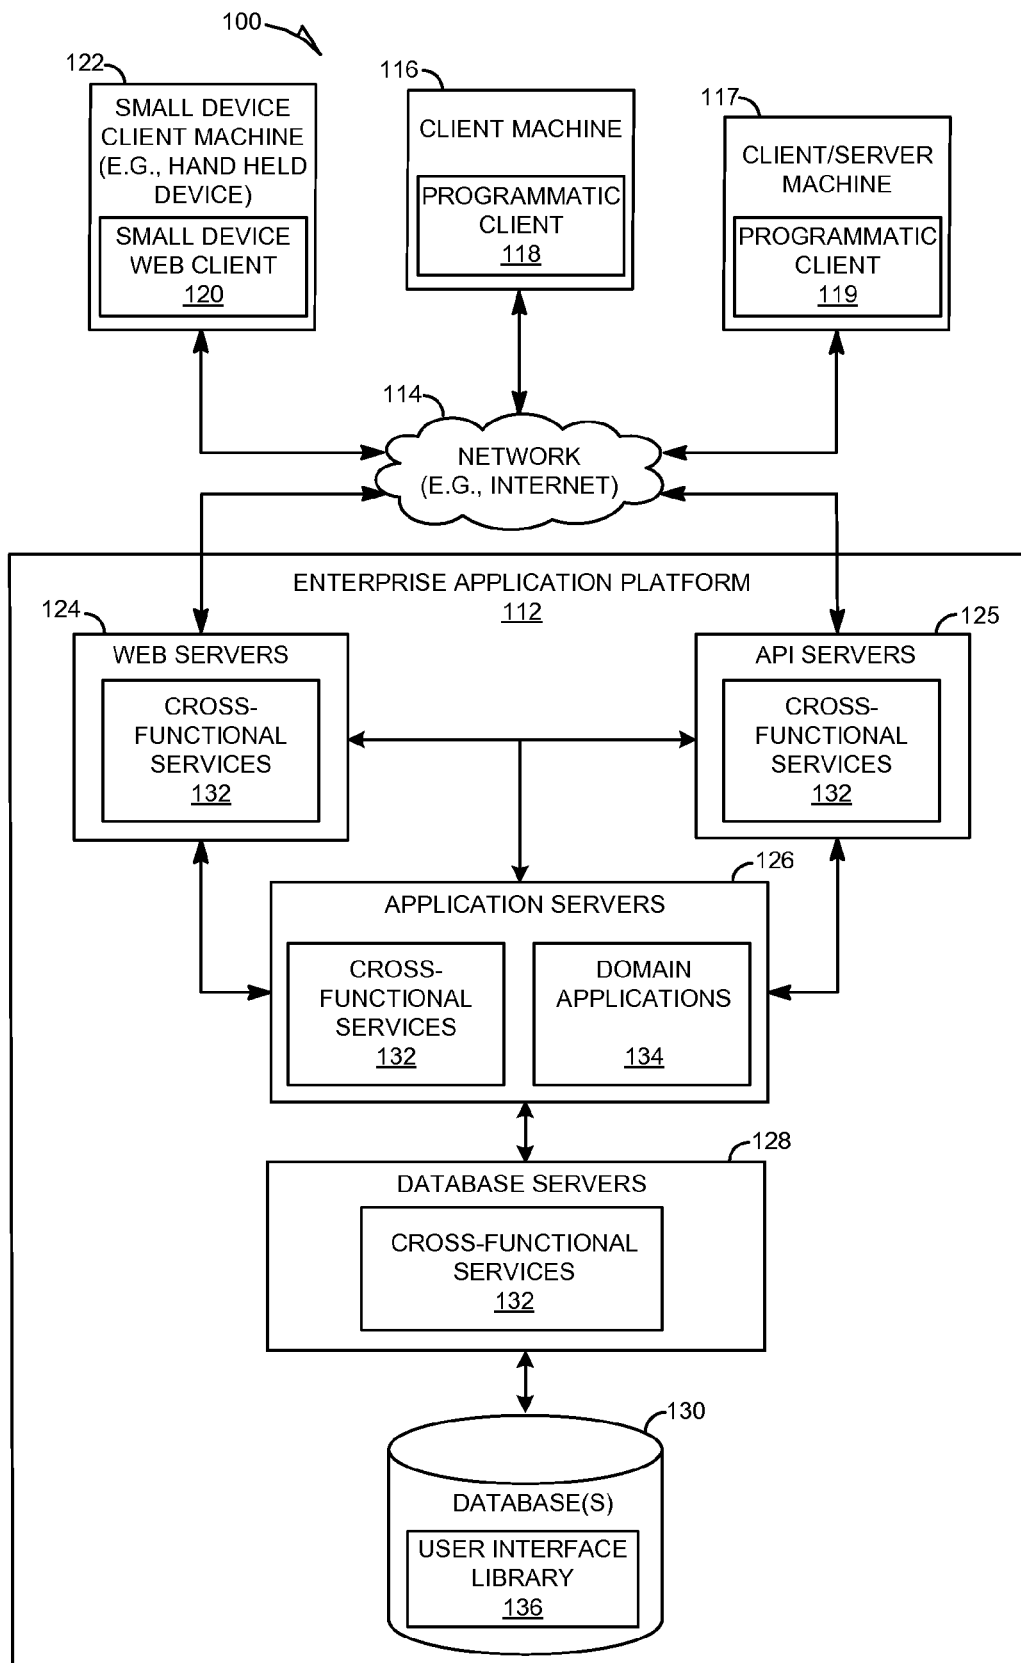 100
122
SMALL DEVICE
CLIENT MACHINE
(E.G., HAND HELD
DEVICE)
SMALL DEVICE
WEB CLIENT
120
116
CLIENT MACHINE
PROGRAMMATIC
CLIENT
118
117
CLIENT/SERVER
MACHINE
PROGRAMMATIC
CLIENT
119
114
NETWORK
(E.G., INTERNET)
ENTERPRISE APPLICATION PLATFORM
112
124
WEB SERVERS
CROSS-
FUNCTIONAL
SERVICES
132
125
API SERVERS
CROSS-
FUNCTIONAL
SERVICES
132
126
APPLICATION SERVERS
CROSS-
FUNCTIONAL
SERVICES
132
DOMAIN
APPLICATIONS
134
128
DATABASE SERVERS
CROSS-FUNCTIONAL
SERVICES
132
130
DATABASE(S)
USER INTERFACE
LIBRARY
136